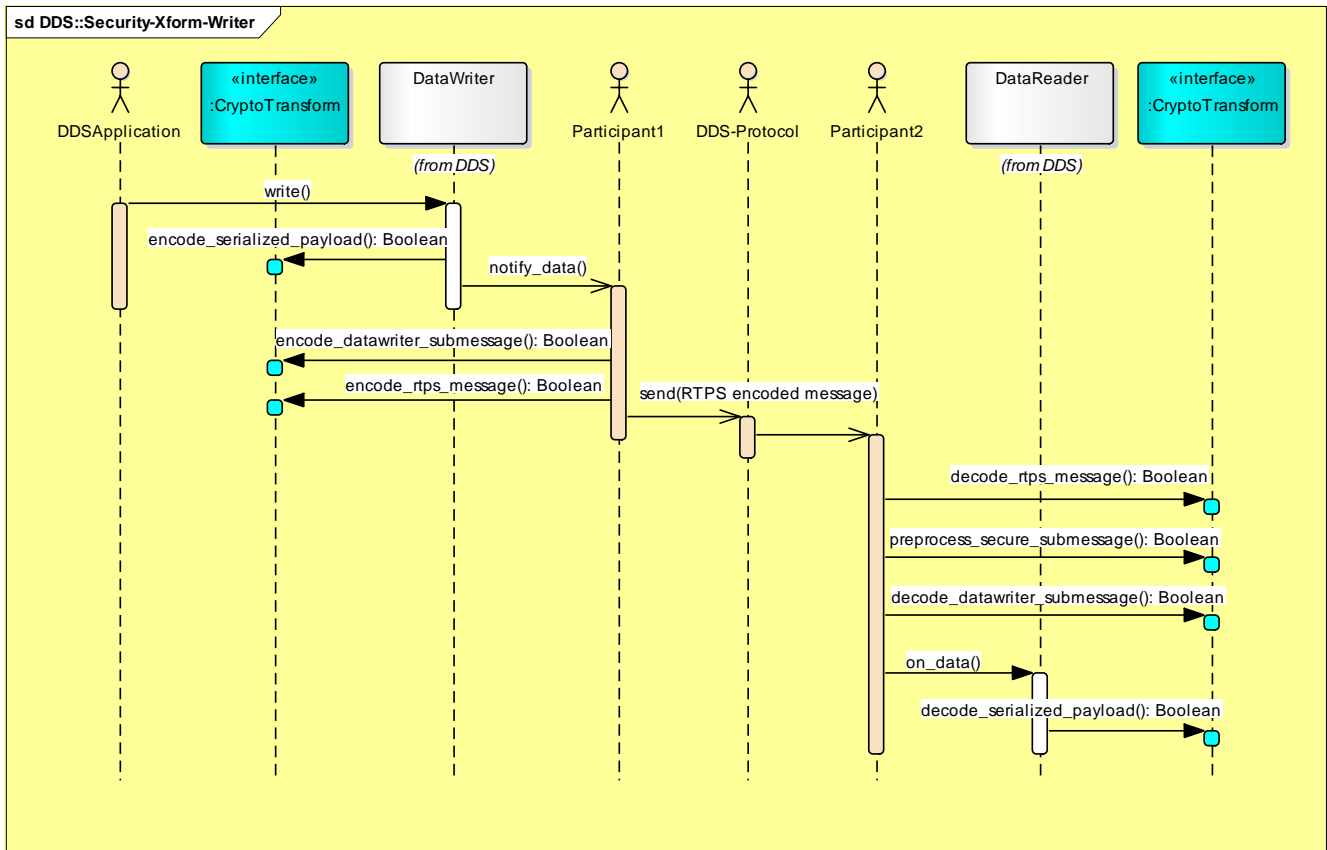 sd DDS::Security-Xform-Writer
DDSApplication
«interface»
:CryptoTransform
DataWriter
(from DDS)
Participant1
DDS-Protocol
Participant2
DataReader
(from DDS)
«interface»
:CryptoTransform
write()
encode_serialized_payload(): Boolean
notify_data()
encode_datawriter_submessage(): Boolean
encode_rtps_message(): Boolean
send(RTPS encoded message)
decode_rtps_message(): Boolean
preprocess_secure_submessage(): Boolean
decode_datawriter_submessage(): Boolean
on_data()
decode_serialized_payload(): Boolean